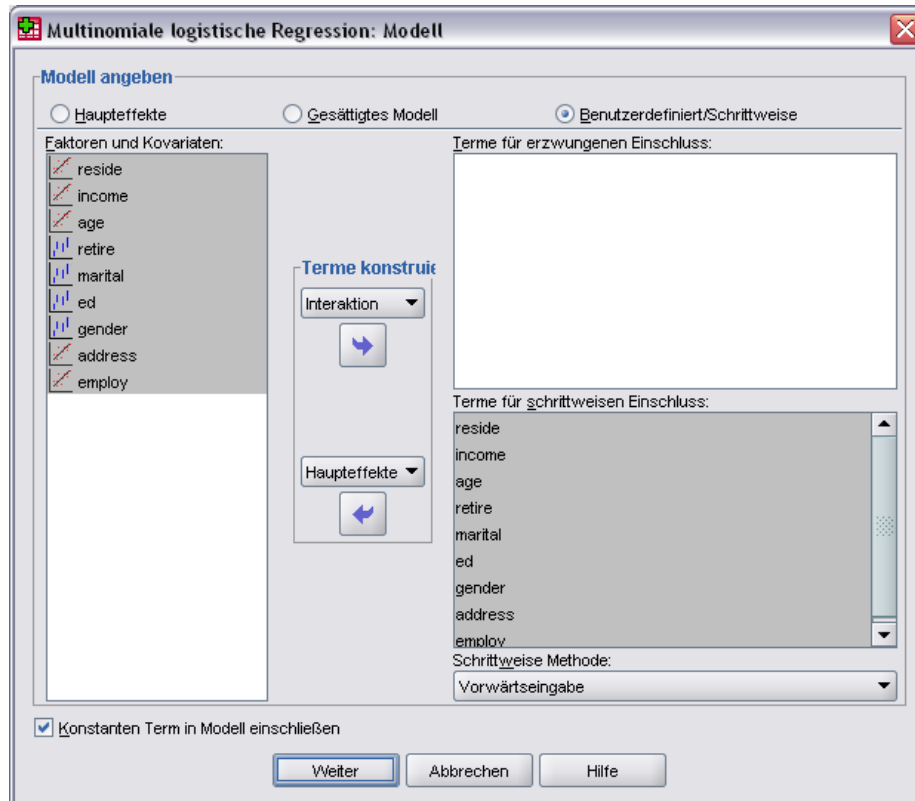 Multinomiale logistische Regression: Modell
Modell angeben
Haupteffekte
Gesättigtes Modell
Benutzerdefiniert/Schrittweise
Faktoren und Kovariaten:
reside
income
age
retire
marital
ed
gender
address
employ
Terme konstruie
Interaktion
Haupteffekte
Terme für erzwungenen Einschluss:
Terme für schrittweisen Einschluss:
reside
income
age
retire
marital
ed
gender
address
employ
Schrittweise Methode:
Vorwärtseingabe
Konstanten Term in Modell einschließen
Weiter
Abbrechen
Hilfe